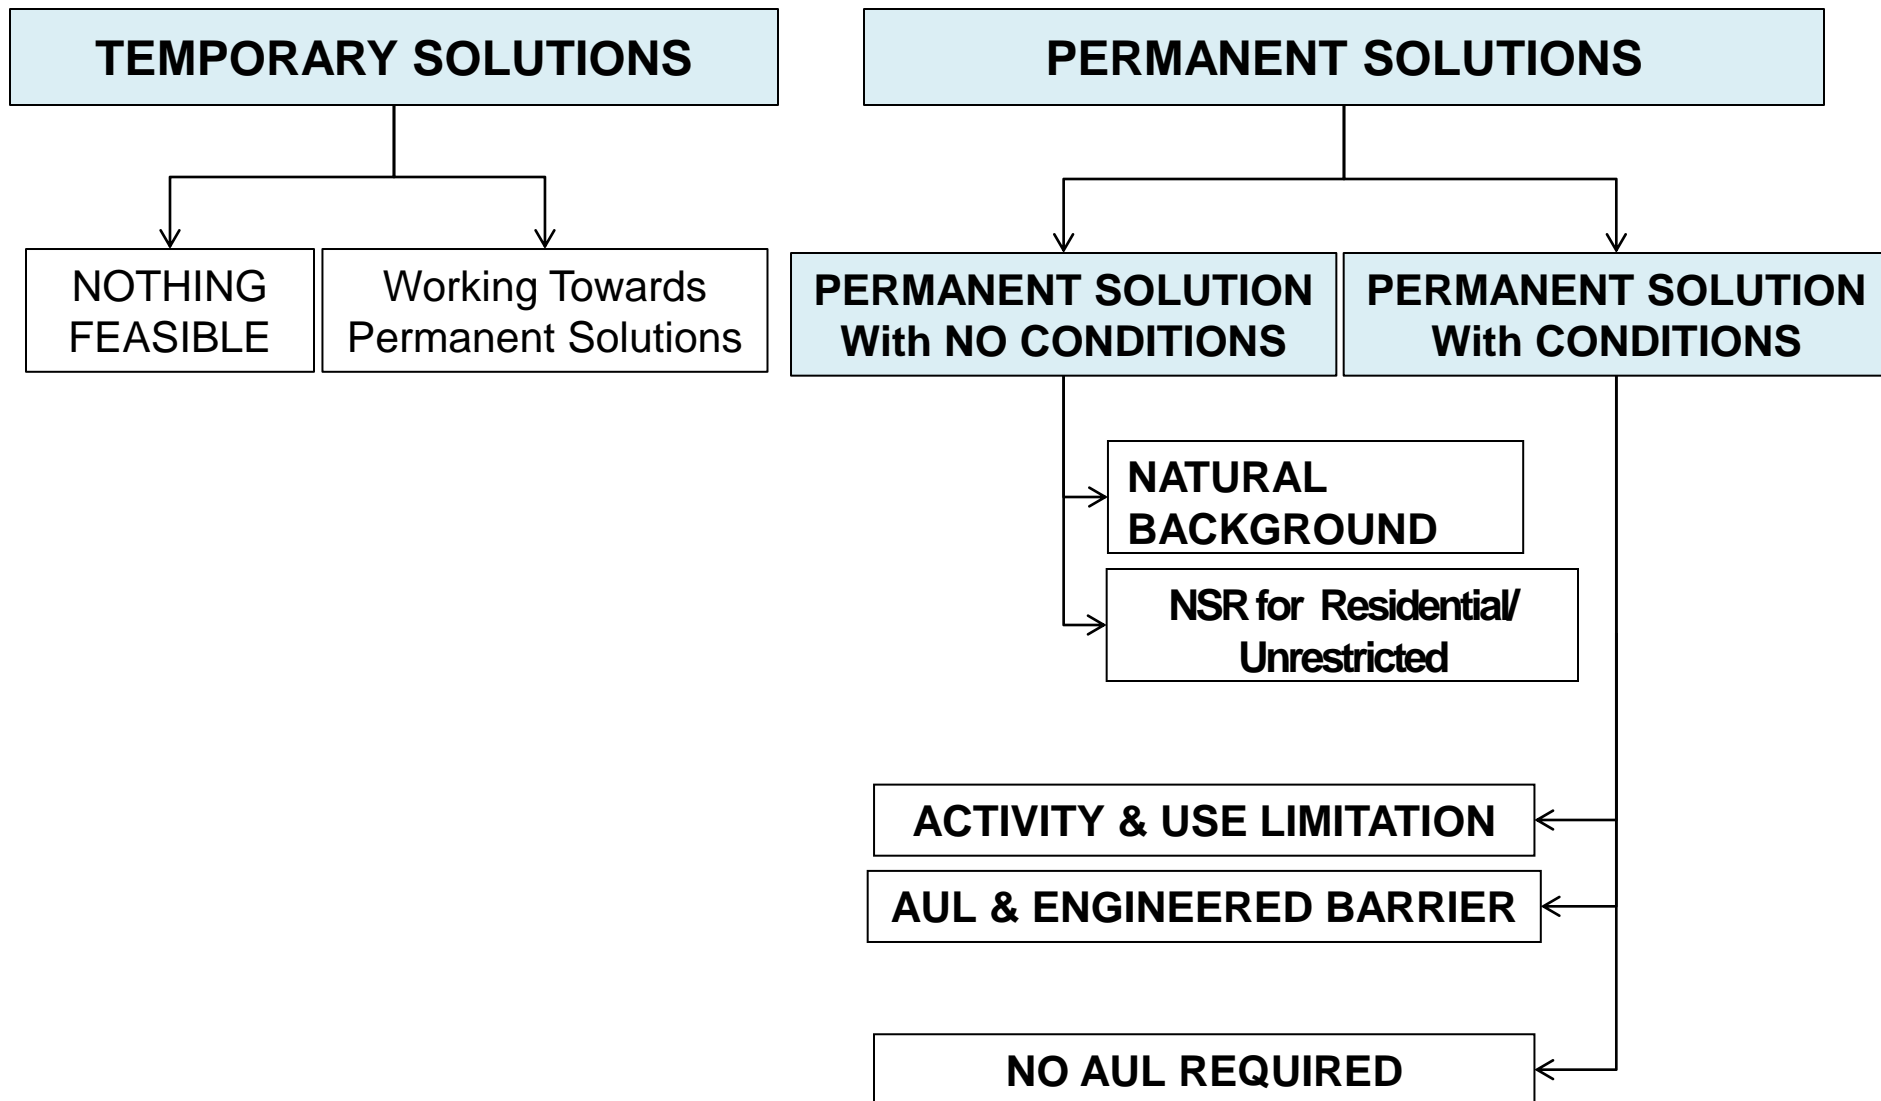 TEMPORARY SOLUTIONS
PERMANENT SOLUTIONS
NOTHING
FEASIBLE
Working Towards
Permanent Solutions
PERMANENT SOLUTION
With NO CONDITIONS
PERMANENT SOLUTION
With CONDITIONS
NATURAL
BACKGROUND
NSR for Residential/
Unrestricted
ACTIVITY & USE LIMITATION
AUL & ENGINEERED BARRIER
NO AUL REQUIRED